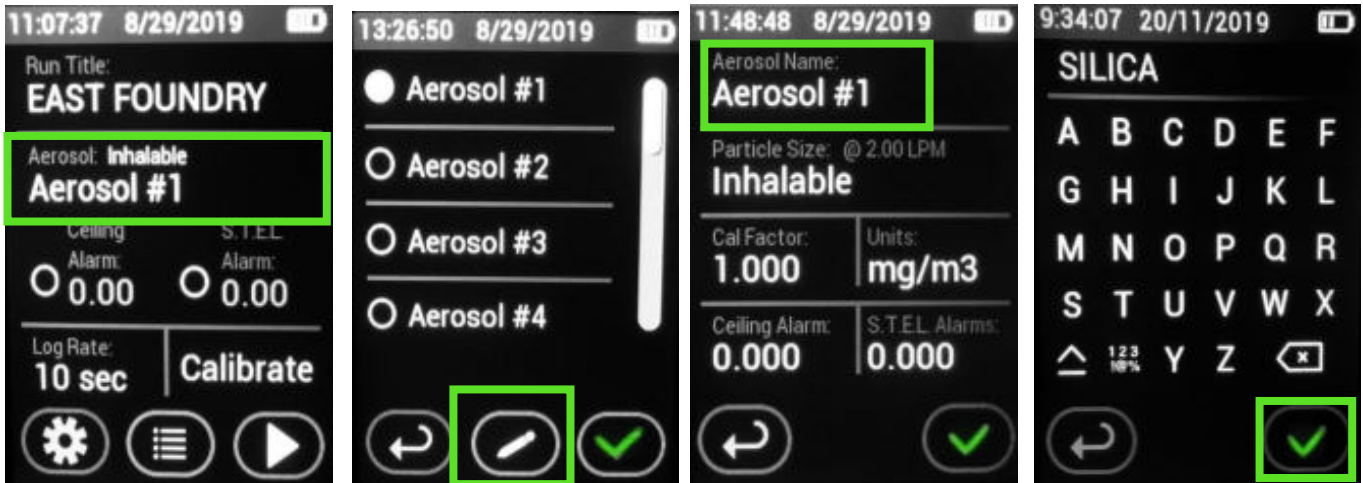 11:07:37 8/29/2019
Run Title:
EAST FOUNDRY
Aerosol: Inhalable
Aerosol #1
Ceiling S.T.E.L.
Alarm: Alarm:
0.00 0.00
Log Rate:
10 sec
Calibrate
13:26:50 8/29/2019
Aerosol #1
Aerosol #2
Aerosol #3
Aerosol #4
11:48:48 8/29/2019
Aerosol Name:
Aerosol #1
Particle Size: @ 2.00 LPM
Inhalable
Cal Factor: Units:
1.000 mg/m3
Ceiling Alarm: S.T.E.L. Alarms:
0.000 0.000
9:34:07 20/11/2019
SILICA
A B C D E F
G H I J K L
M N O P Q R
S T U V W X
123 !@% Y Z